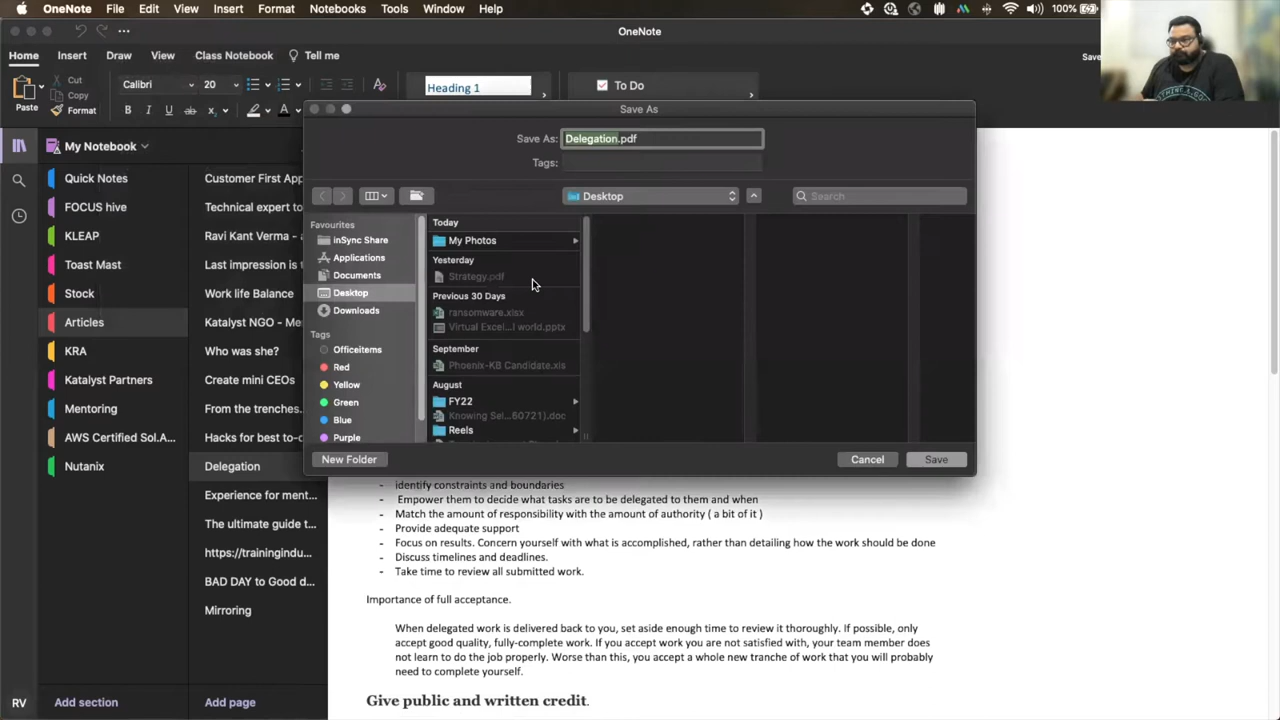 OneNote File Edit View Insert Format Notebooks Tools Window Help 100%
OneNote
Home Insert Draw View Class Notebook Tell me
Paste
Cut
Copy
Format
Calibri 20
B I U ab x A
Heading 1
To Do
Save As
Save As: Delegation.pdf
Tags:
Desktop
Search
Favourites
inSync Share
Applications
Documents
Desktop
Downloads
Tags
Officeitems
Red
Yellow
Green
Blue
Purple
Today
My Photos
Yesterday
Strategy.pdf
Previous 30 Days
ransomware.xlsx
Virtual Excel...l world.pptx
September
Phoenix-KB Candidate.xls
August
FY22
Knowing Sel...60721).doc
Reels
New Folder
Cancel
Save
My Notebook
Quick Notes
FOCUS hive
KLEAP
Toast Mast
Stock
Articles
KRA
Katalyst Partners
Mentoring
AWS Certified Sol.A...
Nutanix
Customer First App
Technical expert to
Ravi Kant Verma -
Last impression is t
Work life Balance
Katalyst NGO - Me
Who was she?
Create mini CEOs
From the trenches.
Hacks for best to-c
Delegation
Experience for ment...
The ultimate guide t...
https://trainingindu...
BAD DAY to Good d...
Mirroring
- identify constraints and boundaries
- Empower them to decide what tasks are to be delegated to them and when
- Match the amount of responsibility with the amount of authority ( a bit of it )
- Provide adequate support
- Focus on results. Concern yourself with what is accomplished, rather than detailing how the work should be done
- Discuss timelines and deadlines.
- Take time to review all submitted work.
Importance of full acceptance.
When delegated work is delivered back to you, set aside enough time to review it thoroughly. If possible, only
accept good quality, fully-complete work. If you accept work you are not satisfied with, your team member does
not learn to do the job properly. Worse than this, you accept a whole new tranche of work that you will probably
need to complete yourself.
Give public and written credit.
RV
Add section
Add page